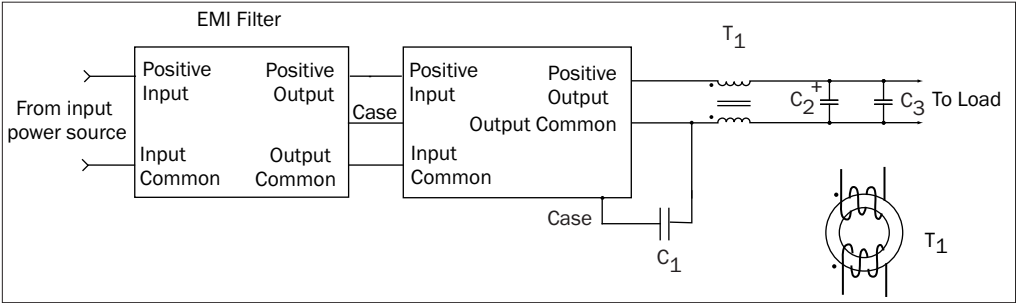 EMI Filter
T1
Positive
Input
Positive
Output
Positive
Input
Positive
Output
From input
power source
Case
C2
+
C3
To Load
Output Common
Input
Common
Output
Common
Input
Common
Case
C1
T1